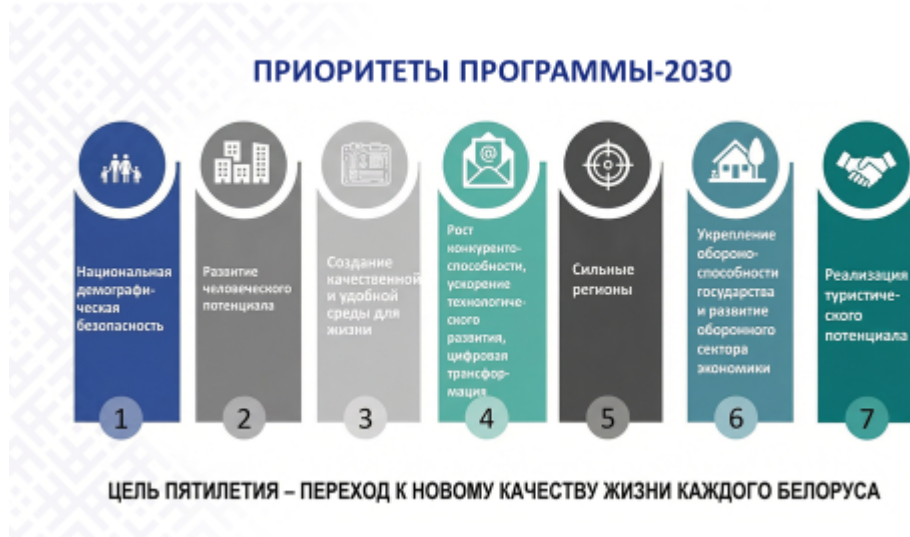 ПРИОРИТЕТЫ ПРОГРАММЫ-2030
Национальная
демографи-
ческая
безопасность
1
Развитие
человеческого
потенциала
2
Создание
качественной
и удобной
среды для
жизни
3
@
Рост
конкуренто-
способности,
ускорение
технологиче-
ского
развития,
цифровая
трансфор-
мация
4
Сильные
регионы
5
Укрепление
обороно-
способности
государства
и развитие
оборонного
сектора
экономики
6
Реализация
туристиче-
ского
потенциала
7
ЦЕЛЬ ПЯТИЛЕТИЯ – ПЕРЕХОД К НОВОМУ КАЧЕСТВУ ЖИЗНИ КАЖДОГО БЕЛОРУСА